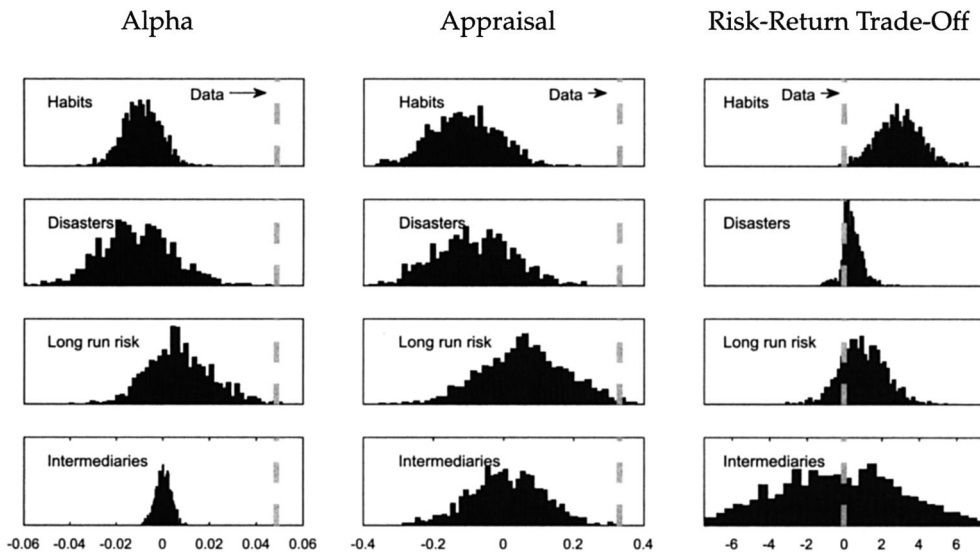 Alpha
Appraisal
Risk-Return Trade-Off
Habits
Data
Habits
Data
Habits
Data
Disasters
Disasters
Disasters
Long run risk
Long run risk
Long run risk
Intermediaries
Intermediaries
Intermediaries
-0.06 -0.04 -0.02 0 0.02 0.04 0.06
-0.4 -0.2 0 0.2 0.4
-6 -4 -2 0 2 4 6